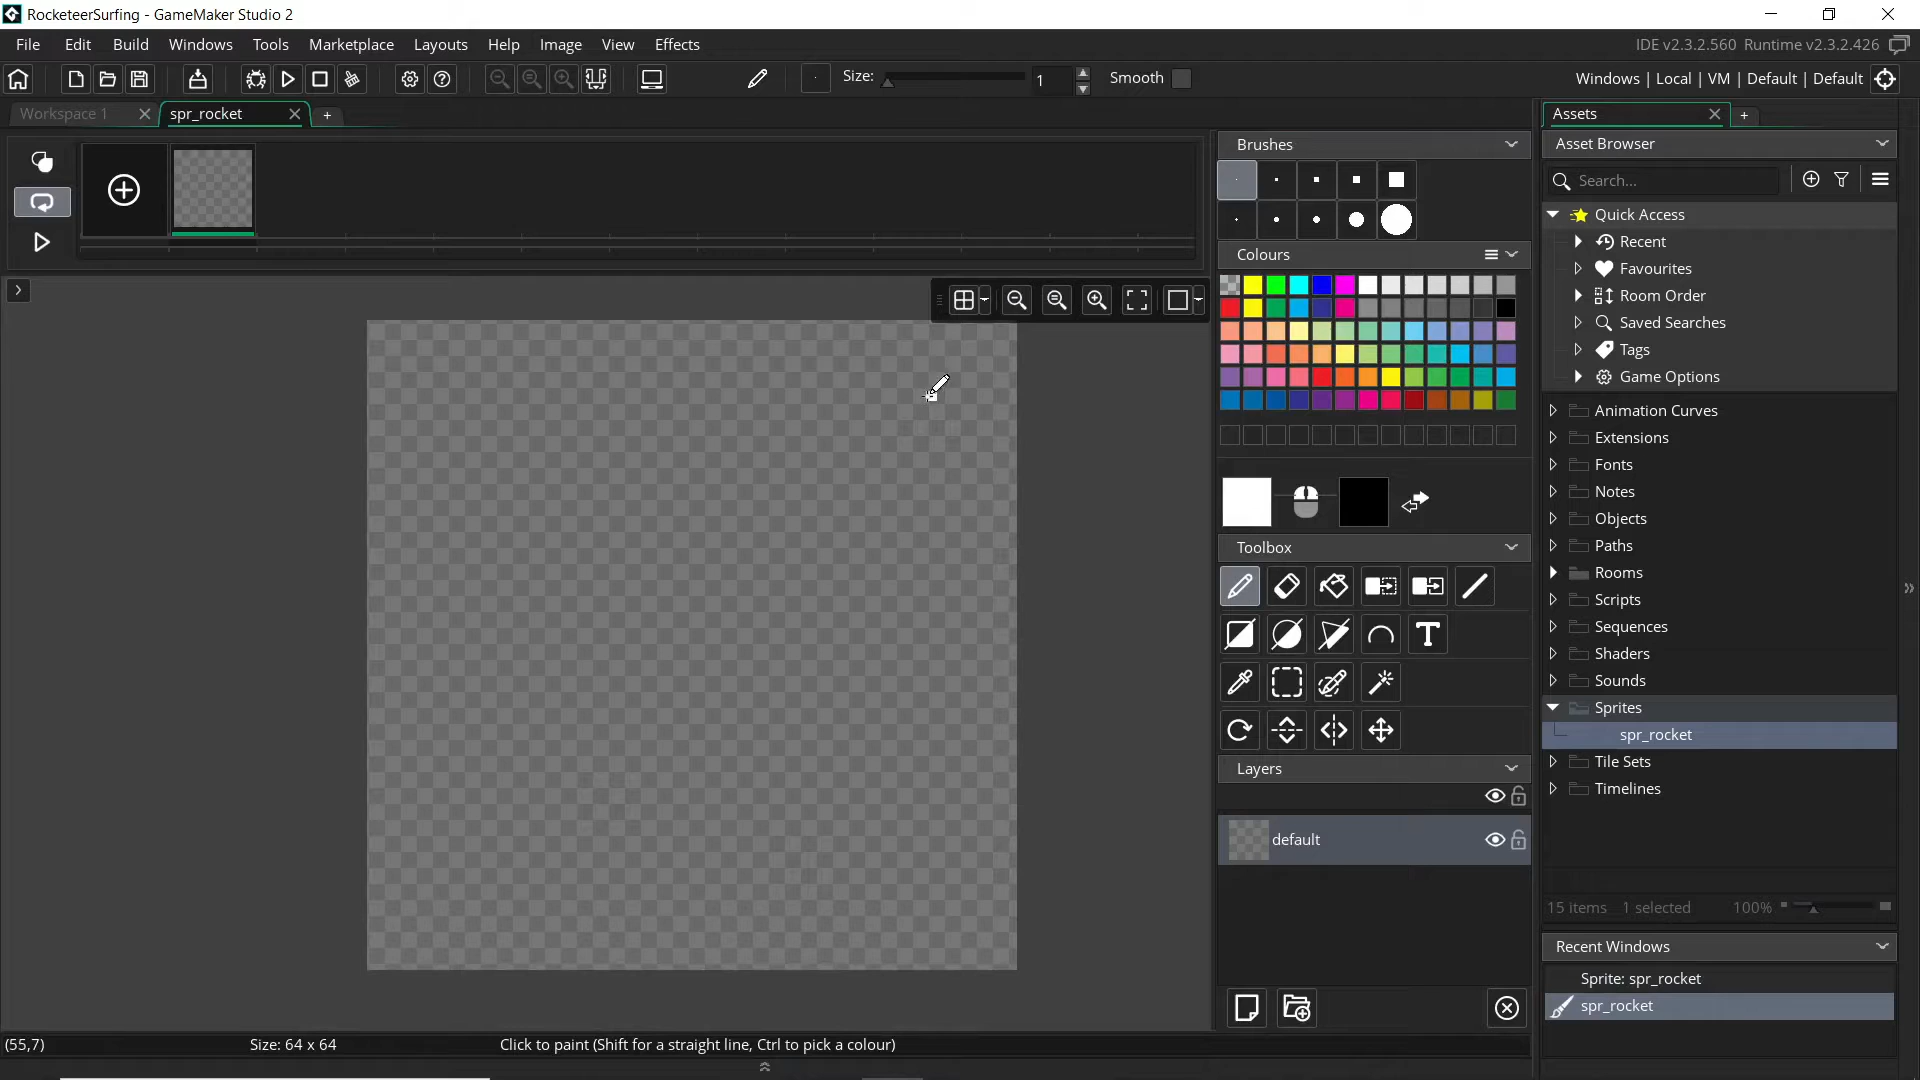 RocketeerSurfing - GameMaker Studio 2
File Edit Build Windows Tools Marketplace Layouts Help Image View Effects
IDE v2.3.2.560 Runtime v2.3.2.426
Size: 1 Smooth
Windows | Local | VM | Default | Default
Workspace 1
spr_rocket
Brushes
Colours
Toolbox
Layers
default
Assets
Asset Browser
Search...
Quick Access
Recent
Favourites
Room Order
Saved Searches
Tags
Game Options
Animation Curves
Extensions
Fonts
Notes
Objects
Paths
Rooms
Scripts
Sequences
Shaders
Sounds
Sprites
spr_rocket
Tile Sets
Timelines
15 items 1 selected 100%
Recent Windows
Sprite: spr_rocket
spr_rocket
(55,7) Size: 64 x 64 Click to paint (Shift for a straight line, Ctrl to pick a colour)